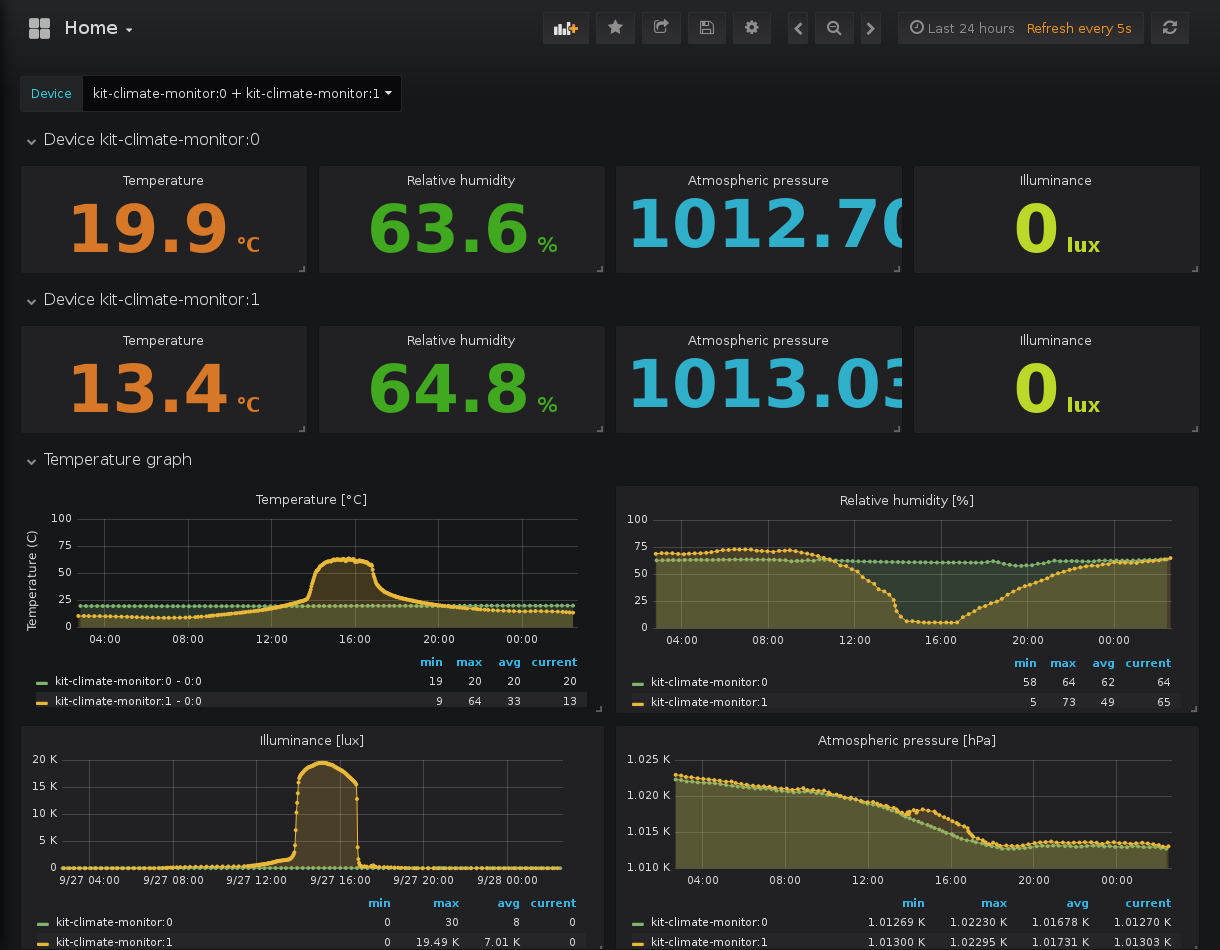 Home
Last 24 hours Refresh every 5s
Device kit-climate-monitor:0 + kit-climate-monitor:1
Device kit-climate-monitor:0
Temperature Relative humidity Atmospheric pressure Illuminance
19.9 °C 63.6 % 1012.70 0 lux
Device kit-climate-monitor:1
Temperature Relative humidity Atmospheric pressure Illuminance
13.4 °C 64.8 % 1013.03 0 lux
Temperature graph
Temperature [°C]
Temperature (C)
100
75
50
25
0
04:00 08:00 12:00 16:00 20:00 00:00
min max avg current
kit-climate-monitor:0 - 0:0 19 20 20 20
kit-climate-monitor:1 - 0:0 9 64 33 13
Relative humidity [%]
100
75
50
25
0
04:00 08:00 12:00 16:00 20:00 00:00
min max avg current
kit-climate-monitor:0 58 64 62 64
kit-climate-monitor:1 5 73 49 65
Illuminance [lux]
20 K
15 K
10 K
5 K
0
9/27 04:00 9/27 08:00 9/27 12:00 9/27 16:00 9/27 20:00 9/28 00:00
min max avg current
kit-climate-monitor:0 0 30 8 0
kit-climate-monitor:1 0 19.49 K 7.01 K 0
Atmospheric pressure [hPa]
1.025 K
1.020 K
1.015 K
1.010 K
04:00 08:00 12:00 16:00 20:00 00:00
min max avg current
kit-climate-monitor:0 1.01269 K 1.02230 K 1.01678 K 1.01270 K
kit-climate-monitor:1 1.01300 K 1.02295 K 1.01731 K 1.01303 K